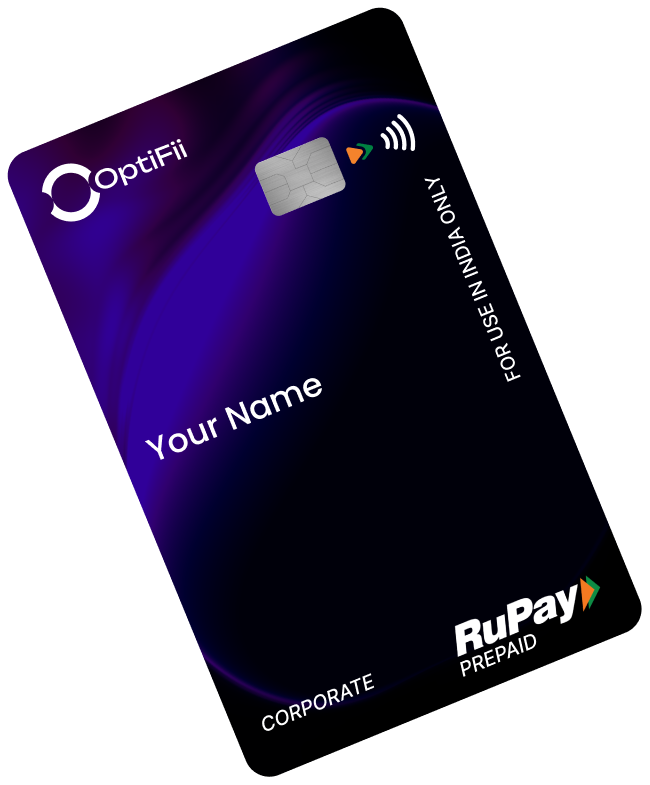 OptiFii
FOR USE IN INDIA ONLY
Your Name
RuPay
PREPAID
CORPORATE